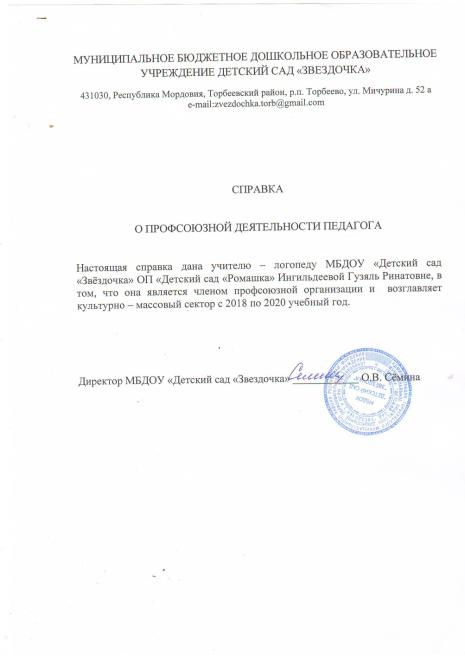 МУНИЦИПАЛЬНОЕ БЮДЖЕТНОЕ ДОШКОЛЬНОЕ ОБРАЗОВАТЕЛЬНОЕ
УЧРЕЖДЕНИЕ ДЕТСКИЙ САД «ЗВЕЗДОЧКА»
431030, Республика Мордовия, Торбеевский район, р.п. Торбеево, ул. Мичурина д. 52 а
e-mail:zvezdochka.torb@gmail.com
СПРАВКА
О ПРОФСОЮЗНОЙ ДЕЯТЕЛЬНОСТИ ПЕДАГОГА
Настоящая справка дана учителю – логопеду МБДОУ «Детский сад
«Звёздочка» ОП «Детский сад «Ромашка» Ингильдеевой Гузяль Ринатовне, в
том, что она является членом профсоюзной организации и возглавляет
культурно – массовый сектор с 2018 по 2020 учебный год.
Директор МБДОУ «Детский сад «Звездочка» О.В. Сёмина